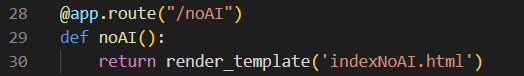 28 @app.route("/noAI")
29 def noAI():
30     return render_template('indexNoAI.html')